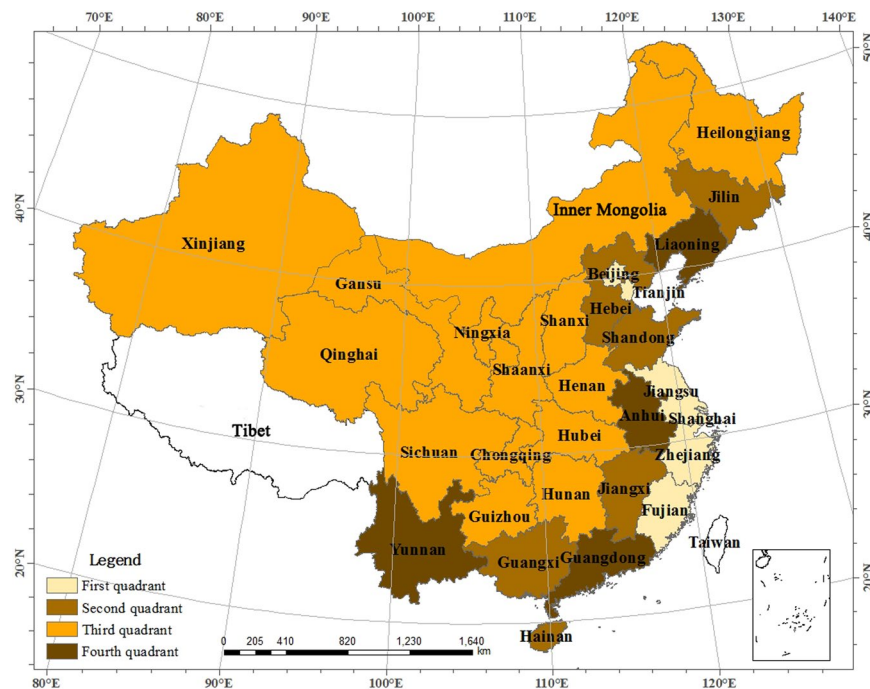 80°E
90°E
100°E
110°E
120°E
130°E
140°E
50°N
40°N
40°N
30°N
30°N
20°N
20°N
Heilongjiang
Jilin
Inner Mongolia
Liaoning
Xinjiang
Beijing
Gansu
Tianjin
Hebei
Shanxi
Ningxia
Shandong
Qinghai
Shaanxi
Henan
Jiangsu
Anhui
Shanghai
Tibet
Hubei
Sichuan
Chongqing
Zhejiang
Jiangxi
Hunan
Guizhou
Fujian
Taiwan
Yunnan
Guangxi
Guangdong
Hainan
Legend
First quadrant
Second quadrant
Third quadrant
Fourth quadrant
0 205 410 820 1,230 1,640
km
80°E
90°E
100°E
110°E
120°E